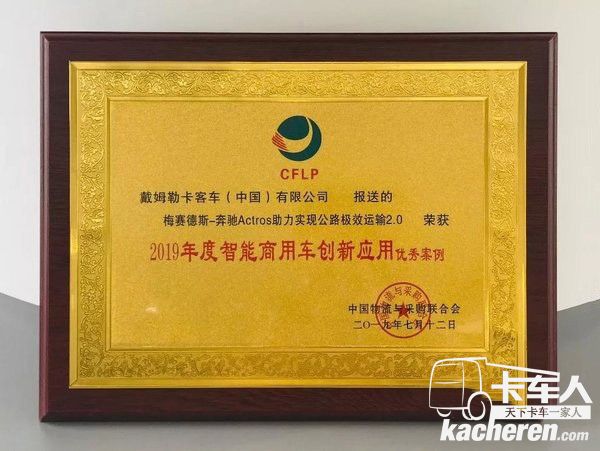 CFLP
戴姆勒卡客车（中国）有限公司 报送的
梅赛德斯-奔驰Actros助力实现公路极效运输2.0 荣获
2019年度智能商用车创新应用优秀案例
中国物流与采购联合会
二〇一九年七月十二日
卡车人
天下卡车一家人
kacheren.com